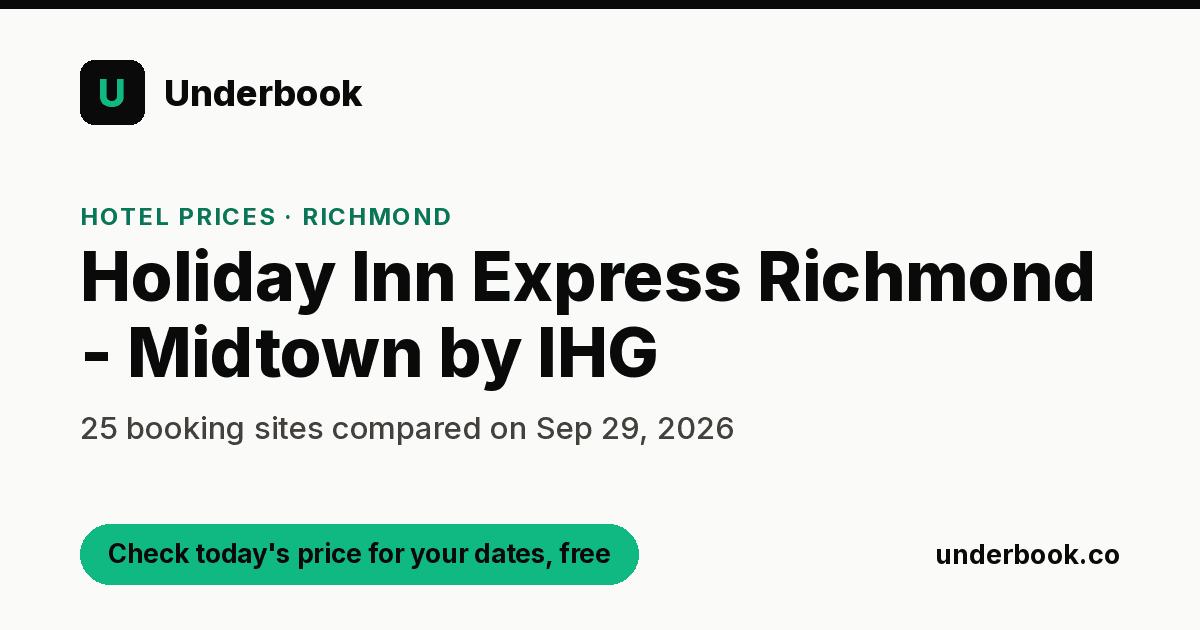 U Underbook
HOTEL PRICES · RICHMOND
Holiday Inn Express Richmond
- Midtown by IHG
25 booking sites compared on Sep 29, 2026
Check today's price for your dates, free
underbook.co